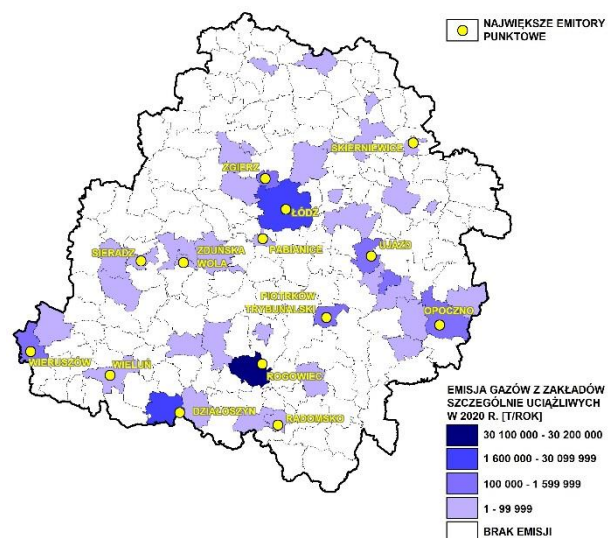 NAJWIĘKSZE EMITORY
PUNKTOWE
SKIERNIEWICE
ZGIERZ
ŁÓDŹ
PABIANICE
UJAZD
SIERADZ
ZDUŃSKA
WOLA
PIOTRKÓW
TRYBUNALSKI
OPOCZNO
WIERUSZÓW
WIELUŃ
ROGOWIEC
DZIAŁOSZYN
RADOMSKO
EMISJA GAZÓW Z ZAKŁADÓW
SZCZEGÓLNIE UCIĄŻLIWYCH
W 2020 R. [T/ROK]
30 100 000 - 30 200 000
1 600 000 - 30 099 999
100 000 - 1 599 999
1 - 99 999
BRAK EMISJI